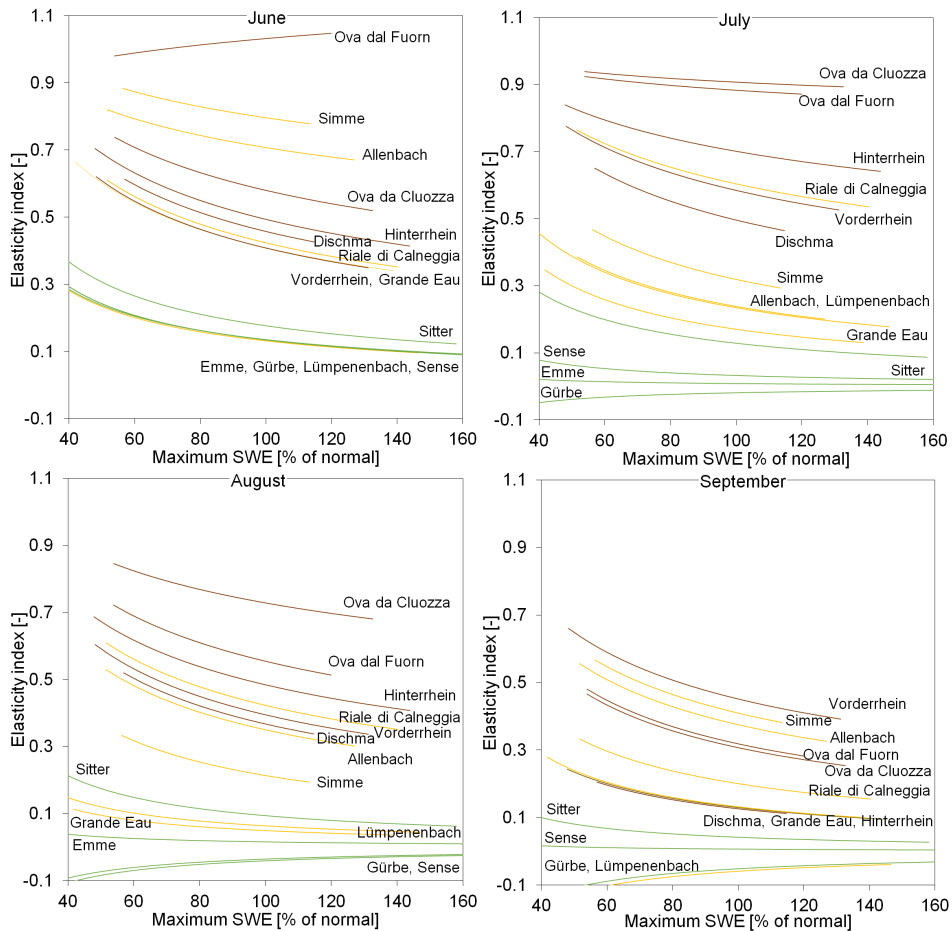 June
1.1
Ova dal Fuorn
0.9
Simme
Allenbach
0.7
Ova da Cluozza
0.5
Hinterrhein
Dischma
Riale di Calneggia
0.3
Vorderrhein, Grande Eau
Sitter
0.1
Emme, Gürbe, Lümpenenbach, Sense
-0.1
40 60 80 100 120 140 160
Maximum SWE [% of normal]
Elasticity index [-]
July
1.1
0.9
Ova da Cluozza
Ova dal Fuorn
0.7
Hinterrhein
Riale di Calneggia
Vorderrhein
0.5
Dischma
Simme
0.3
Allenbach, Lümpenenbach
Grande Eau
Sense
0.1
Emme
Sitter
Gürbe
-0.1
40 60 80 100 120 140 160
Maximum SWE [% of normal]
Elasticity index [-]
August
1.1
0.9
Ova da Cluozza
0.7
Ova dal Fuorn
0.5
Hinterrhein
Riale di Calneggia
Vorderrhein
Dischma
0.3
Allenbach
Simme
Sitter
0.1
Grande Eau
Lümpenenbach
Emme
Gürbe, Sense
-0.1
40 60 80 100 120 140 160
Maximum SWE [% of normal]
Elasticity index [-]
September
1.1
0.9
0.7
0.5
Vorderrhein
Simme
Allenbach
0.3
Ova dal Fuorn
Ova da Cluozza
Riale di Calneggia
Sitter
0.1
Dischma, Grande Eau, Hinterrhein
Sense
Gürbe, Lümpenenbach
-0.1
40 60 80 100 120 140 160
Maximum SWE [% of normal]
Elasticity index [-]